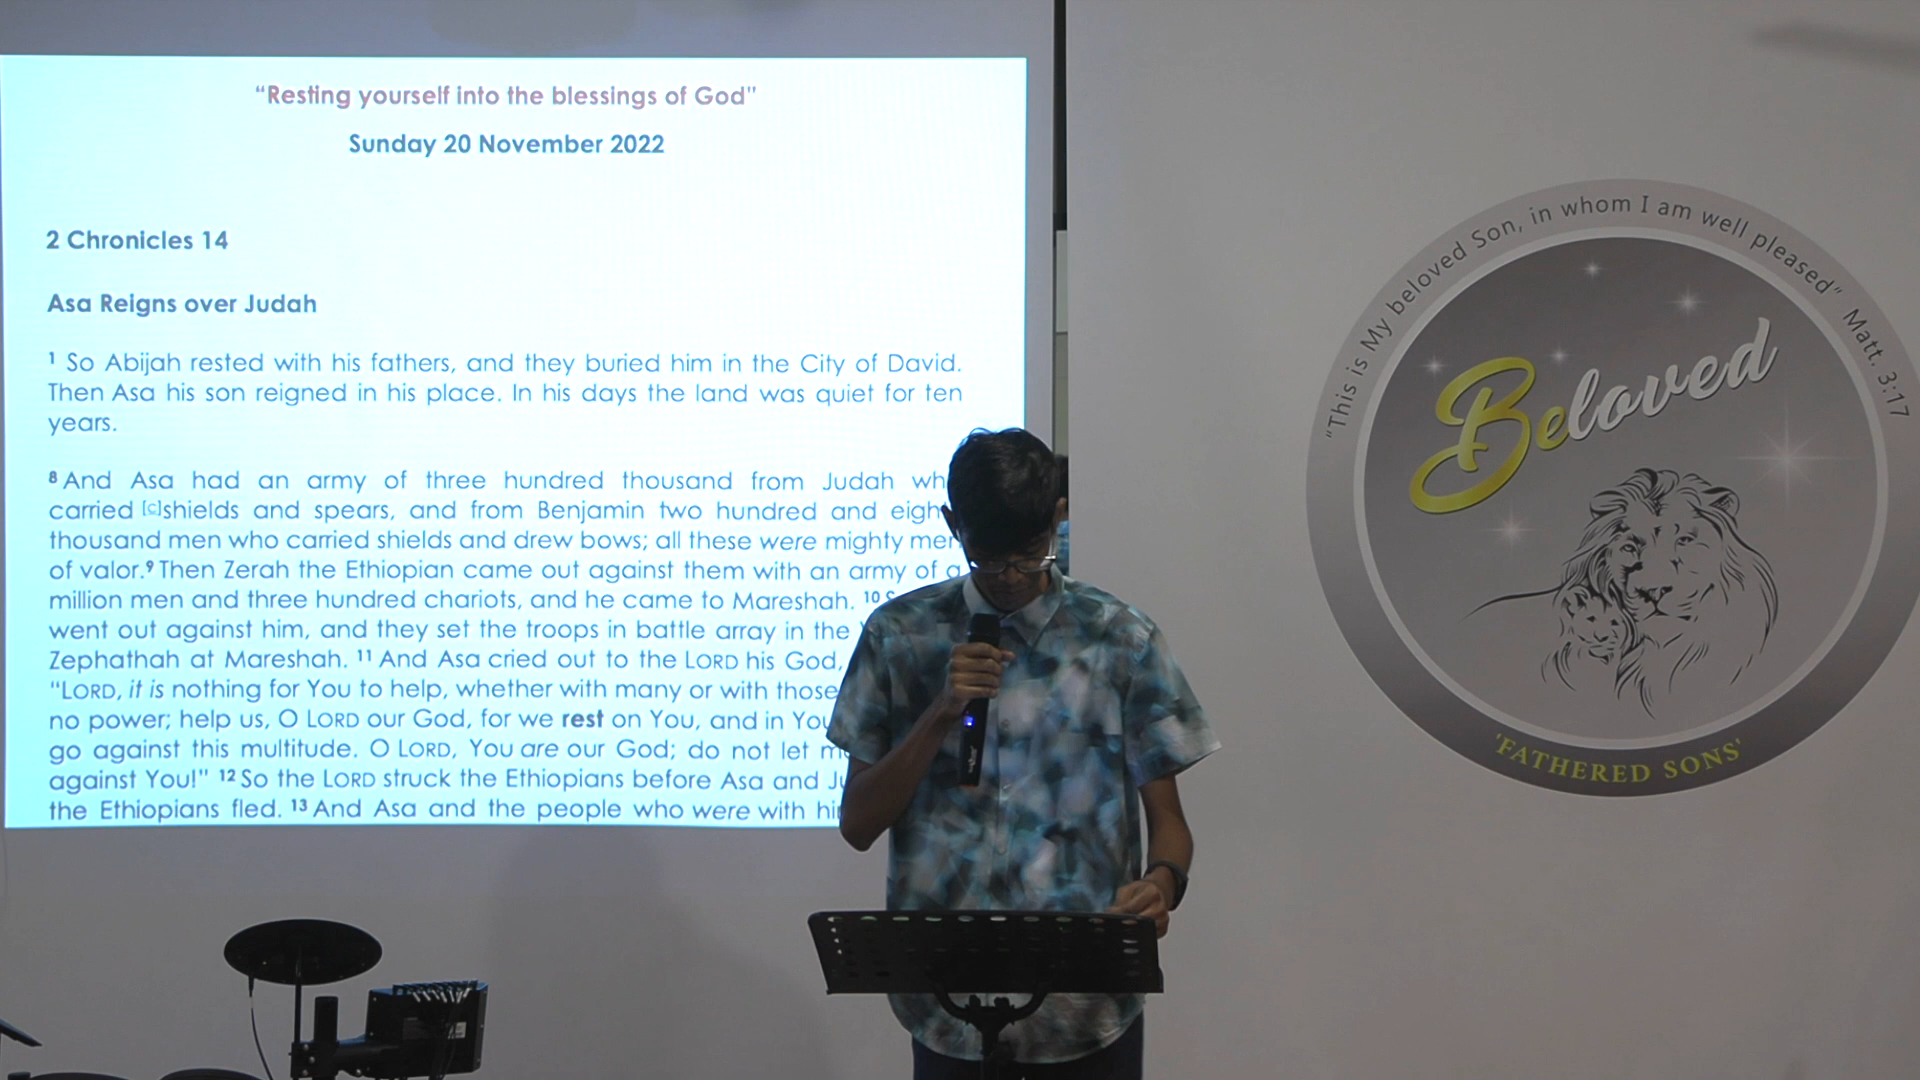 “Resting yourself into the blessings of God”
Sunday 20 November 2022
2 Chronicles 14
Asa Reigns over Judah
1 So Abijah rested with his fathers, and they buried him in the City of David.
Then Asa his son reigned in his place. In his days the land was quiet for ten
years.
8 And Asa had an army of three hundred thousand from Judah
carried [c]shields and spears, and from Benjamin two hundred and
thousand men who carried shields and drew bows; all these were mighty
of valor. 9 Then Zerah the Ethiopian came out against them with an army of a
million men and three hundred chariots, and he came to Mareshah. 10
went out against him, and they set the troops in battle array in the
Zephathah at Mareshah. 11 And Asa cried out to the LORD his God,
“LORD, it is nothing for You to help, whether with many or with those
no power; help us, O LORD our God, for we rest on You, and in
go against this multitude. O LORD, You are our God; do not let
against You!” 12 So the LORD struck the Ethiopians before Asa and
the Ethiopians fled. 13 And Asa and the people who were with
“This is My beloved Son, in whom I am well pleased” Matt. 3:17
Beloved
'FATHERED SONS'